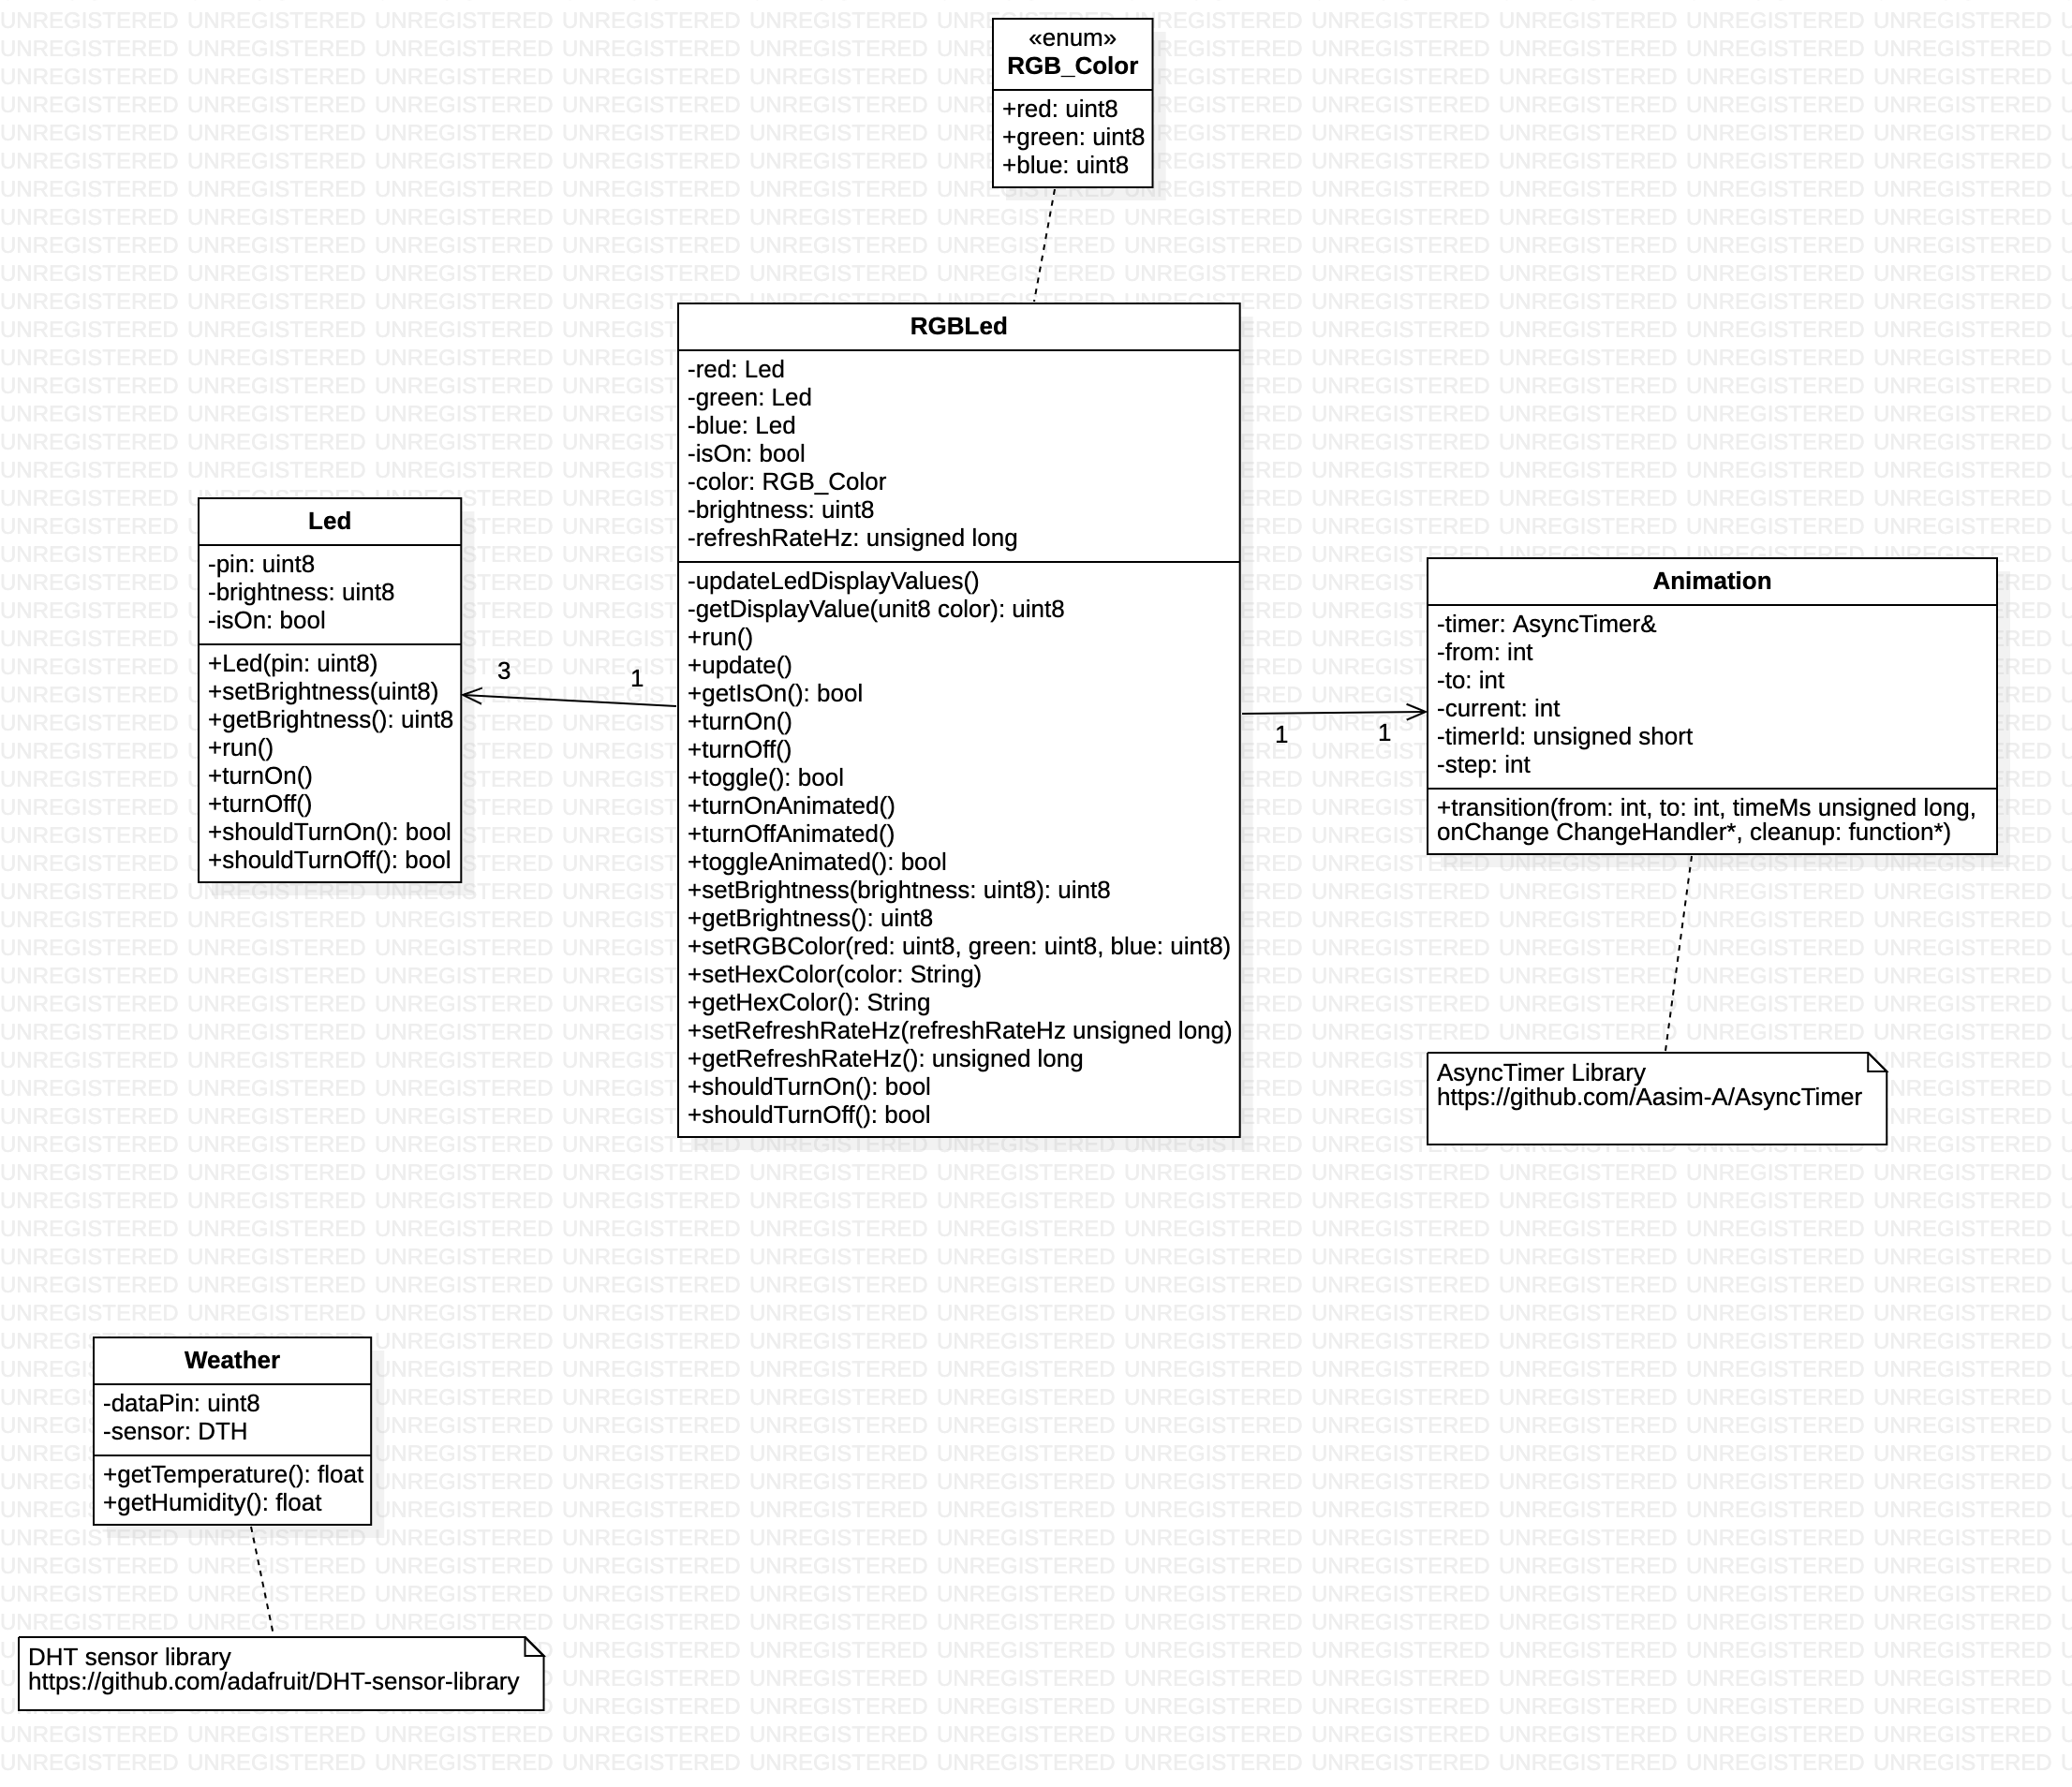 «enum»
RGB_Color
+red: uint8
+green: uint8
+blue: uint8
RGBLed
-red: Led
-green: Led
-blue: Led
-isOn: bool
-color: RGB_Color
-brightness: uint8
-refreshRateHz: unsigned long
-updateLedDisplayValues()
-getDisplayValue(unit8 color): uint8
+run()
+update()
+getIsOn(): bool
+turnOn()
+turnOff()
+toggle(): bool
+turnOnAnimated()
+turnOffAnimated()
+toggleAnimated(): bool
+setBrightness(brightness: uint8): uint8
+getBrightness(): uint8
+setRGBColor(red: uint8, green: uint8, blue: uint8)
+setHexColor(color: String)
+getHexColor(): String
+setRefreshRateHz(refreshRateHz unsigned long)
+getRefreshRateHz(): unsigned long
+shouldTurnOn(): bool
+shouldTurnOff(): bool
Led
-pin: uint8
-brightness: uint8
-isOn: bool
+Led(pin: uint8)
+setBrightness(uint8)
+getBrightness(): uint8
+run()
+turnOn()
+turnOff()
+shouldTurnOn(): bool
+shouldTurnOff(): bool
3
1
1
1
Animation
-timer: AsyncTimer&
-from: int
-to: int
-current: int
-timerId: unsigned short
-step: int
+transition(from: int, to: int, timeMs unsigned long,
onChange ChangeHandler*, cleanup: function*)
AsyncTimer Library
https://github.com/Aasim-A/AsyncTimer
Weather
-dataPin: uint8
-sensor: DTH
+getTemperature(): float
+getHumidity(): float
DHT sensor library
https://github.com/adafruit/DHT-sensor-library
UNREGISTERED